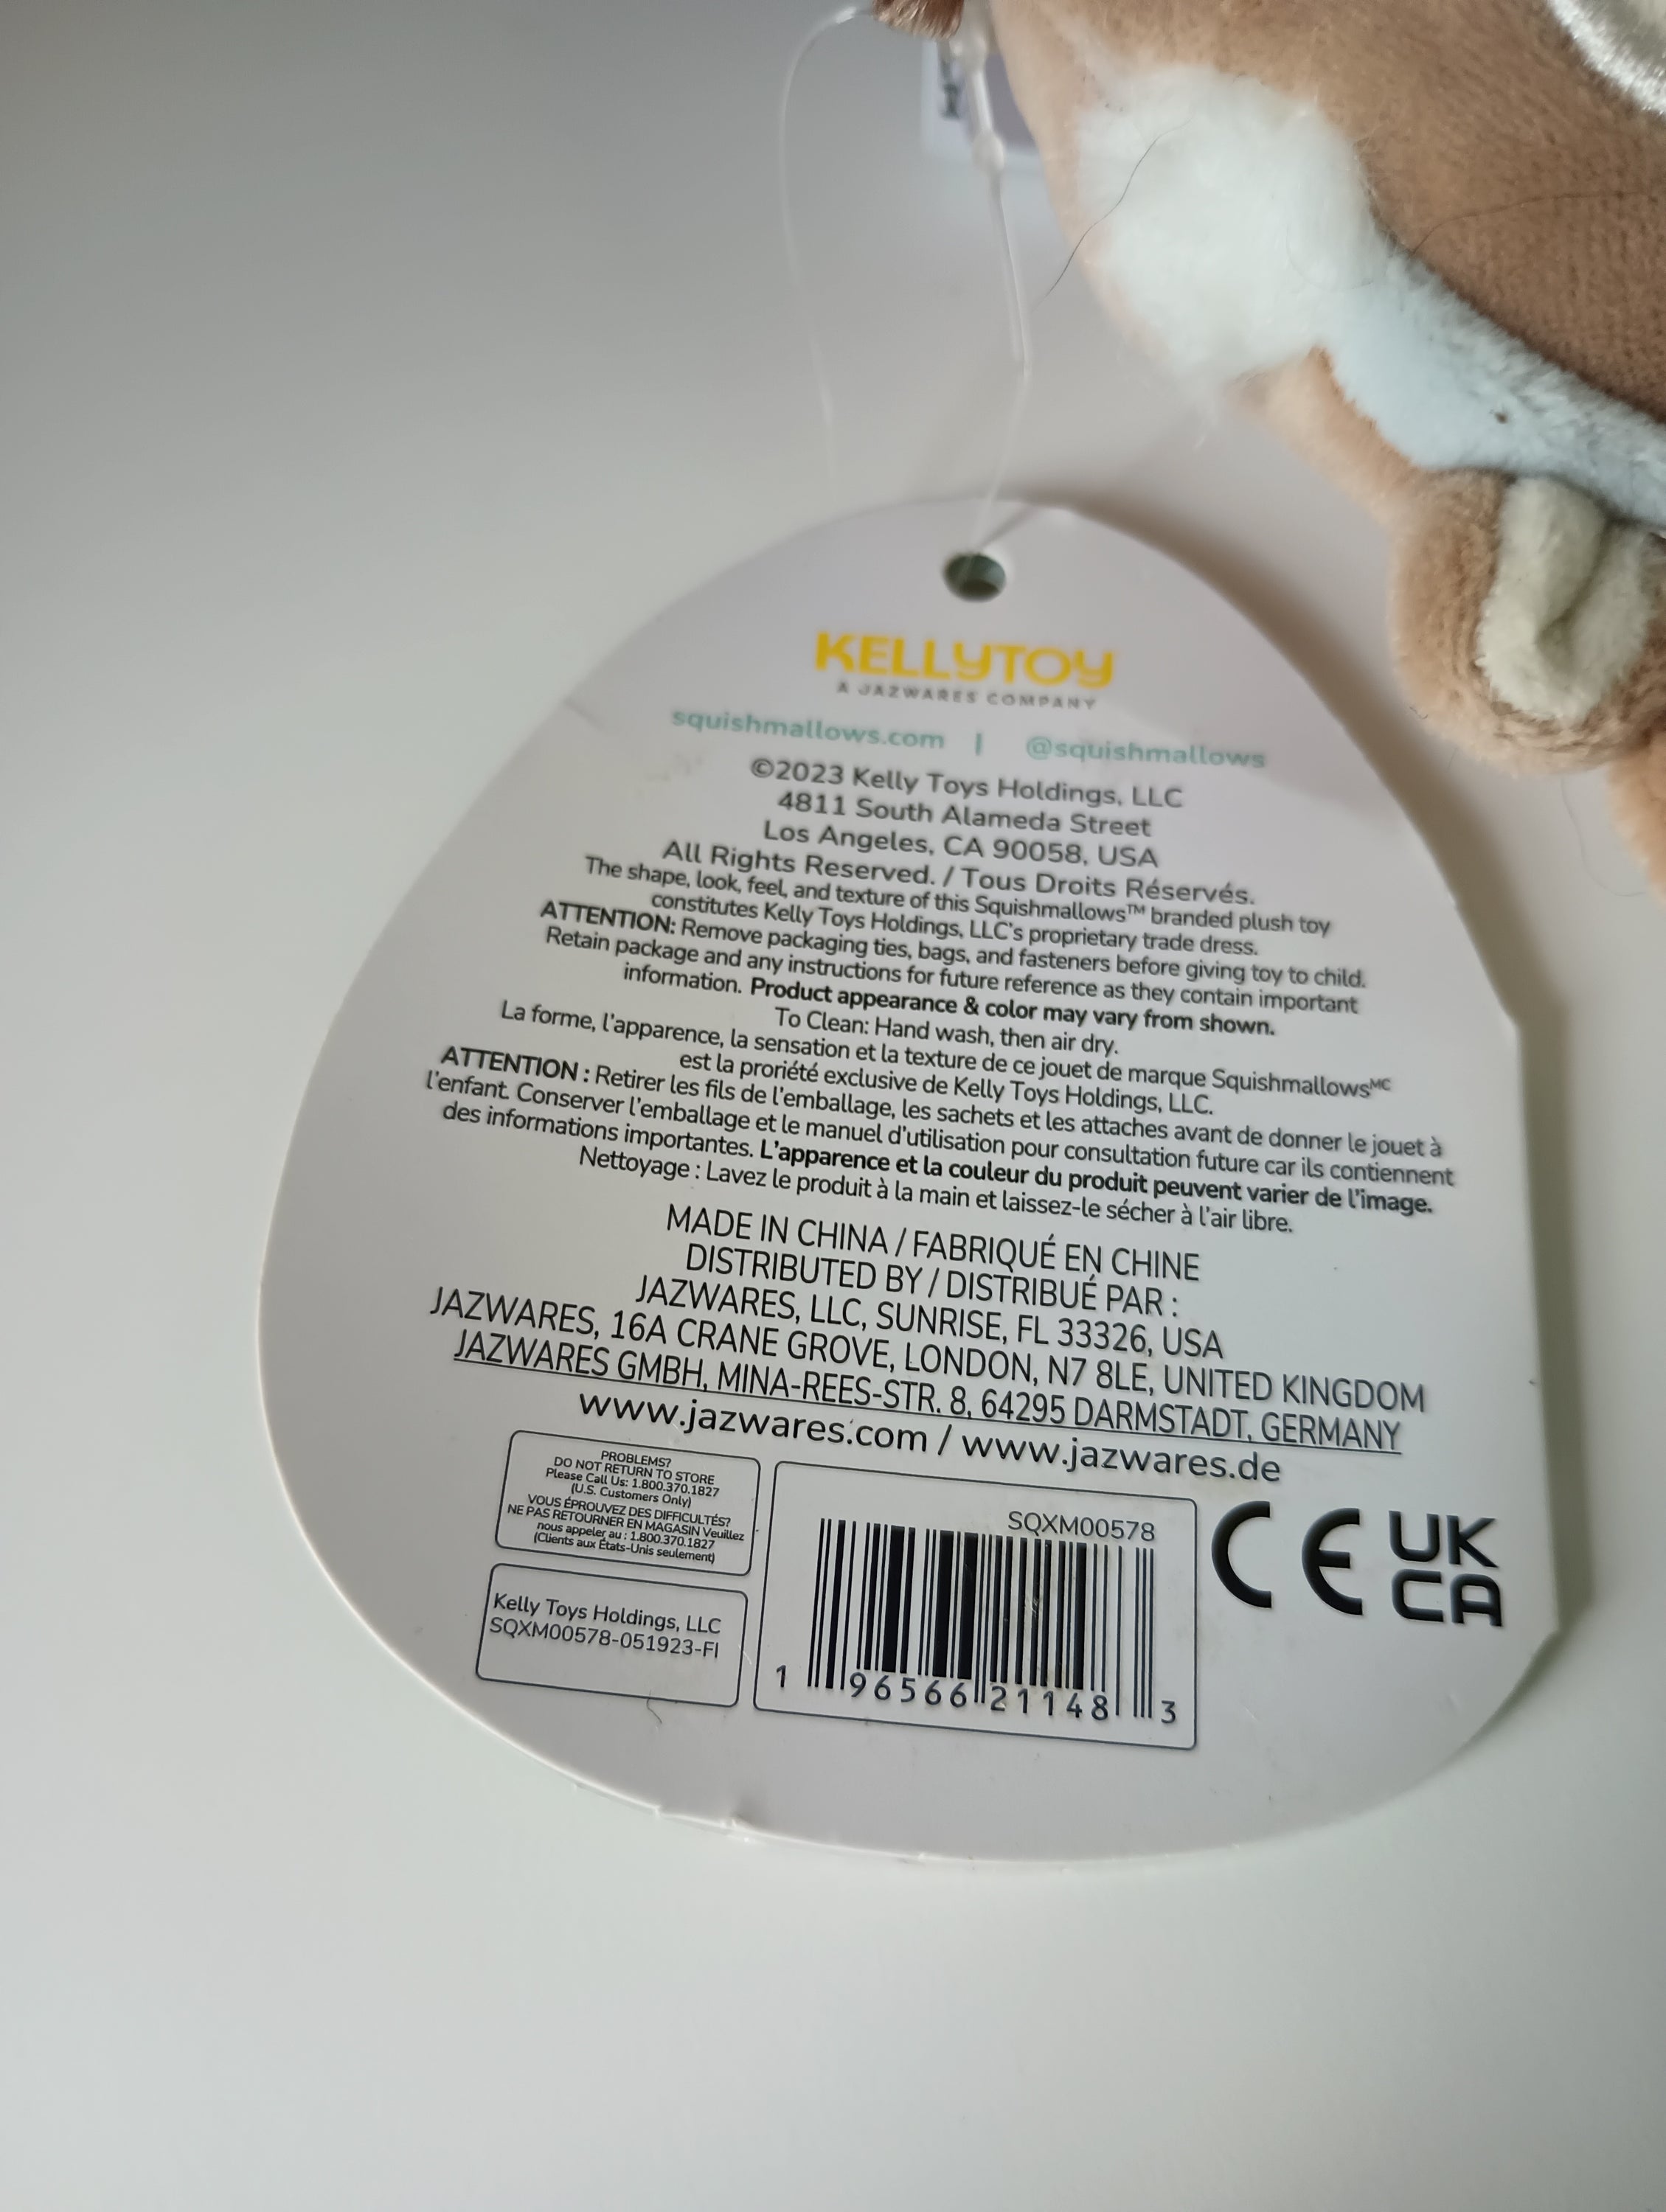 KELLYTOY
A JAZWARES COMPANY
squishmallows.com | @squishmallows
©2023 Kelly Toys Holdings, LLC
4811 South Alameda Street
Los Angeles, CA 90058, USA
All Rights Reserved. / Tous Droits Réservés.
The shape, look, feel, and texture of this Squishmallows™ branded plush toy
constitutes Kelly Toys Holdings, LLC's proprietary trade dress.
ATTENTION: Remove packaging ties, bags, and fasteners before giving toy to child.
Retain package and any instructions for future reference as they contain important
information. Product appearance & color may vary from shown.
To Clean: Hand wash, then air dry.
La forme, l'apparence, la sensation et la texture de ce jouet de marque Squishmallowsᴹᶜ
est la proriété exclusive de Kelly Toys Holdings, LLC.
ATTENTION : Retirer les fils de l'emballage, les sachets et les attaches avant de donner le jouet à
l'enfant. Conserver l'emballage et le manuel d'utilisation pour consultation future car ils contiennent
des informations importantes. L'apparence et la couleur du produit peuvent varier de l'image.
Nettoyage : Lavez le produit à la main et laissez-le sécher à l'air libre.
MADE IN CHINA / FABRIQUÉ EN CHINE
DISTRIBUTED BY / DISTRIBUÉ PAR :
JAZWARES, LLC, SUNRISE, FL 33326, USA
JAZWARES, 16A CRANE GROVE, LONDON, N7 8LE, UNITED KINGDOM
JAZWARES GMBH, MINA-REES-STR. 8, 64295 DARMSTADT, GERMANY
www.jazwares.com / www.jazwares.de
PROBLEMS?
DO NOT RETURN TO STORE
Please Call Us: 1.800.370.1827
(U.S. Customers Only)
VOUS ÉPROUVEZ DES DIFFICULTÉS?
NE PAS RETOURNER EN MAGASIN Veuillez
nous appeler au : 1.800.370.1827
(Clients aux États-Unis seulement)
Kelly Toys Holdings, LLC
SQXM00578-051923-FI
SQXM00578
1 96566 21148 3
CE
UK
CA